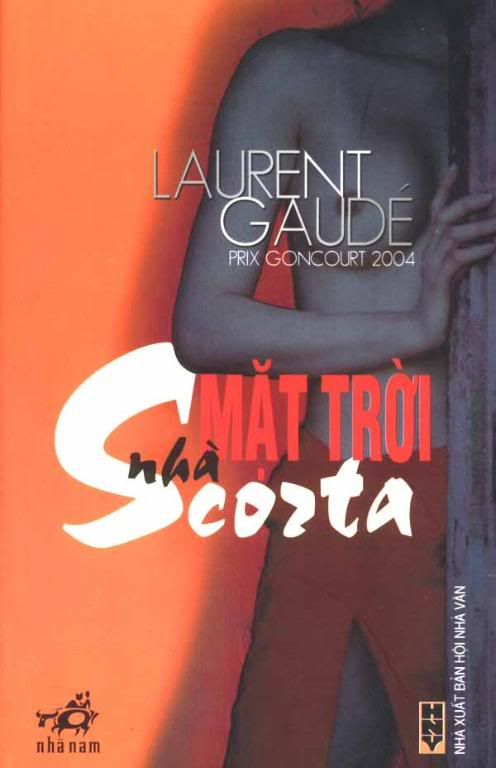 LAURENT
GAUDÉ
PRIX GONCOURT 2004
MẶT TRỜI
nhà
Scorta
NHÀ XUẤT BẢN HỘI NHÀ VĂN
nhã nam